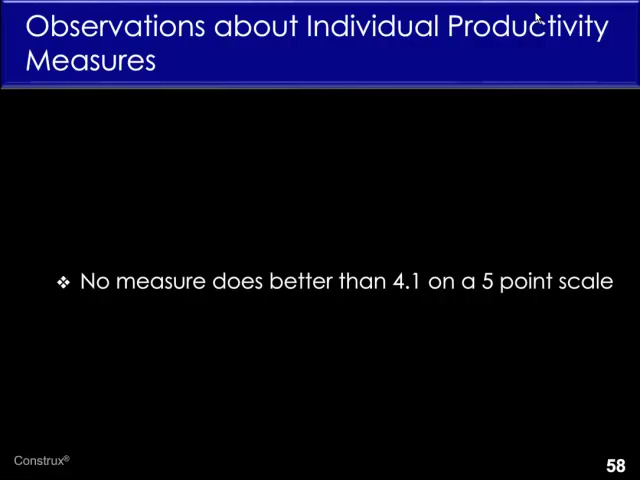 Observations about Individual Productivity
Measures
❖ No measure does better than 4.1 on a 5 point scale
Construx®
58